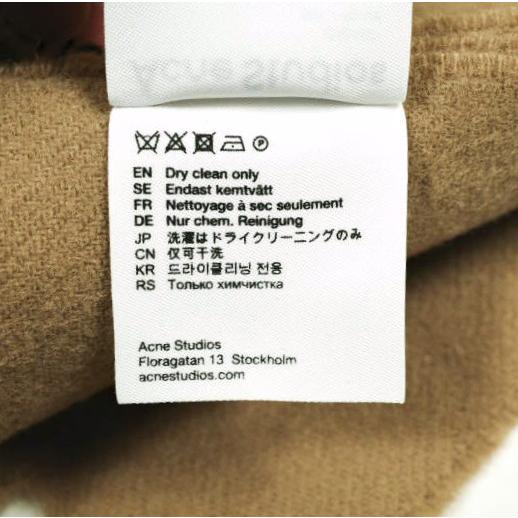 Acne Studios
EN Dry clean only
SE Endast kemtvätt
FR Nettoyage à sec seulement
DE Nur chem. Reinigung
JP 洗濯はドライクリーニングのみ
CN 仅可干洗
KR 드라이클리닝 전용
RS Только химчистка
Acne Studios
Floragatan 13 Stockholm
acnestudios.com